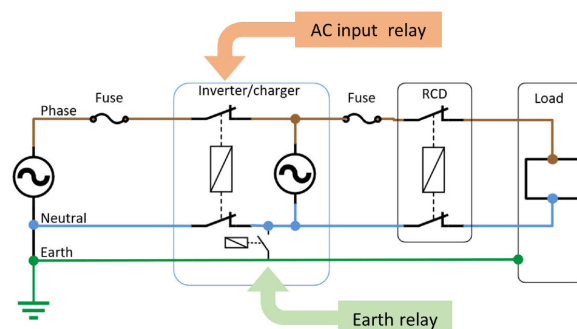 AC input relay
Inverter/charger
Fuse
Phase
Fuse
RCD
Load
Neutral
Earth
Earth relay